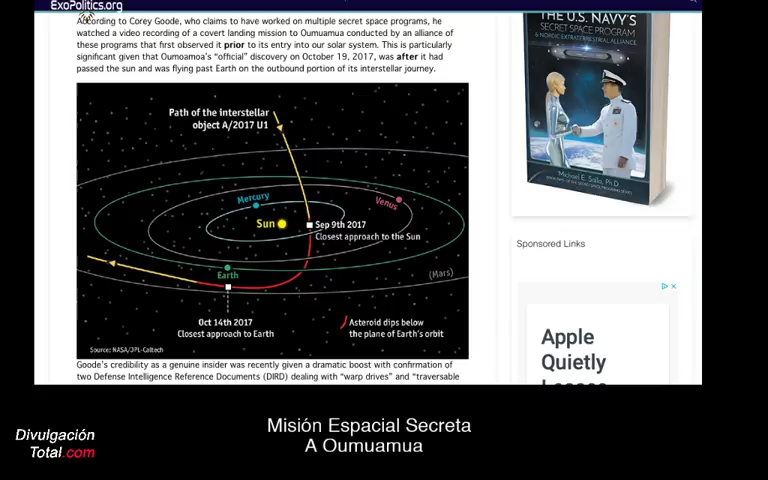 ExoPolitics.org
According to Corey Goode, who claims to have worked on multiple secret space programs, he
watched a video recording of a covert landing mission to Oumuamua conducted by an alliance of
these programs that first observed it prior to its entry into our solar system. This is particularly
significant given that Oumoamoa's "official" discovery on October 19, 2017, was after it had
passed the sun and was flying past Earth on the outbound portion of its interstellar journey.
Path of the interstellar
object A/2017 U1
Mercury
Venus
Sun
Sep 9th 2017
Closest approach to the Sun
Earth
(Mars)
Oct 14th 2017
Closest approach to Earth
Asteroid dips below
the plane of Earth's orbit
Source: NASA/JPL-Caltech
Goode's credibility as a genuine insider was recently given a dramatic boost with confirmation of
two Defense Intelligence Reference Documents (DIRD) dealing with "warp drives" and "traversable
THE U.S. NAVY'S
SECRET SPACE PROGRAM
& NORDIC EXTRATERRESTRIAL ALLIANCE
Michael E. Salla, Ph.D.
Sponsored Links
Apple
Quietly
Misión Espacial Secreta
A Oumuamua
Divulgación
Total.com